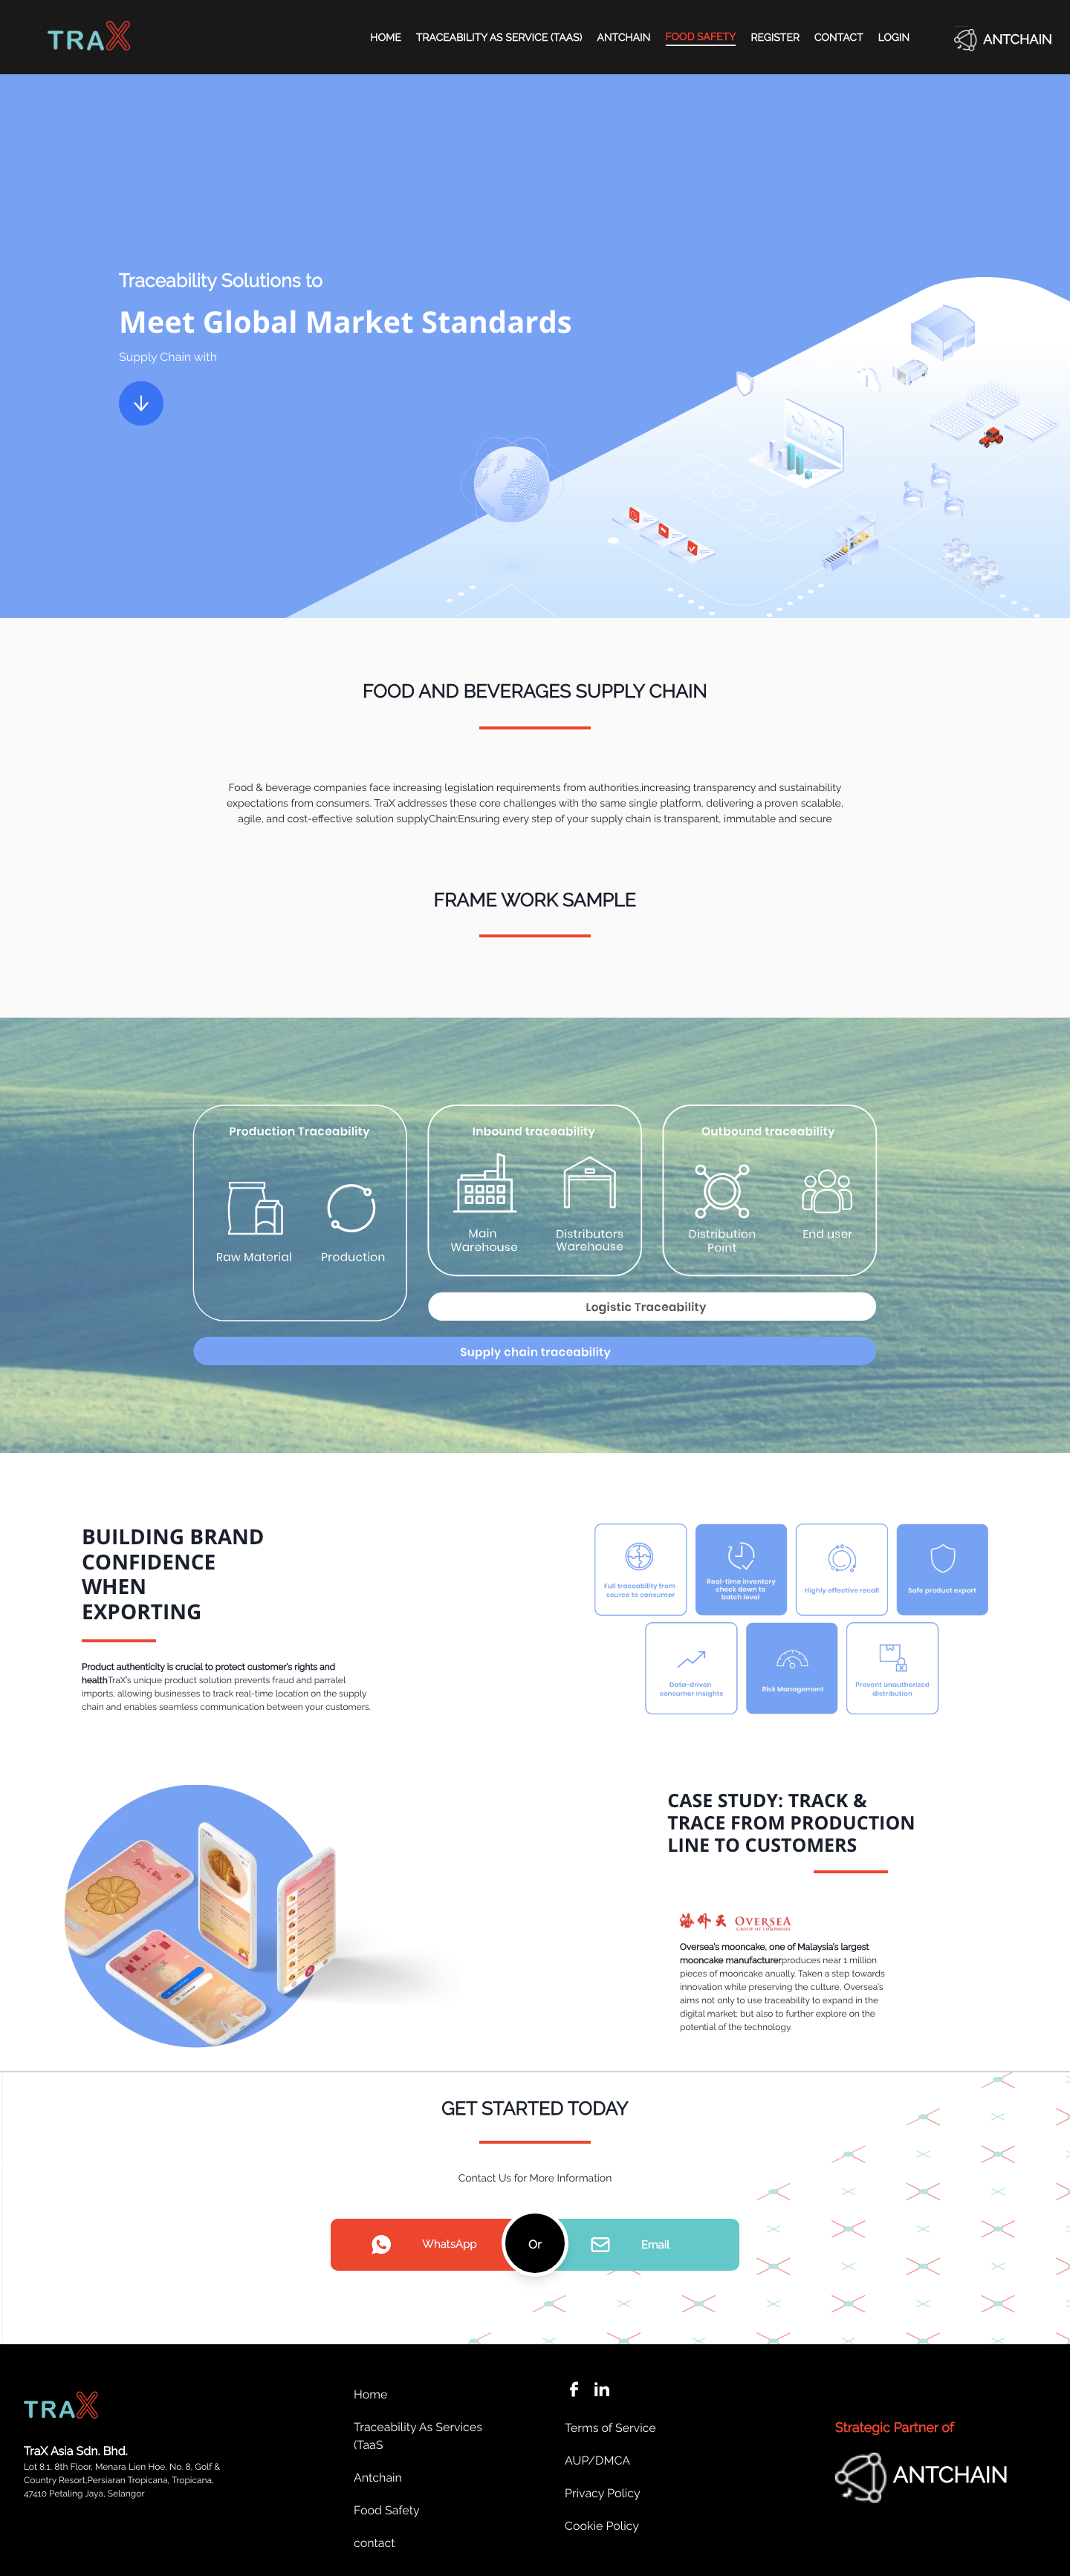 TRAX
HOME TRACEABILITY AS SERVICE (TAAS) ANTCHAIN FOOD SAFETY REGISTER CONTACT LOGIN
ANTCHAIN
Traceability Solutions to
Meet Global Market Standards
Supply Chain with
FOOD AND BEVERAGES SUPPLY CHAIN
Food & beverage companies face increasing legislation requirements from authorities,increasing transparency and sustainability
expectations from consumers. TraX addresses these core challenges with the same single platform, delivering a proven scalable,
agile, and cost-effective solution supplyChain:Ensuring every step of your supply chain is transparent, immutable and secure
FRAME WORK SAMPLE
Production Traceability
Raw Material
Production
Inbound traceability
Main
Warehouse
Distributors
Warehouse
Outbound traceability
Distribution
Point
End user
Logistic Traceability
Supply chain traceability
BUILDING BRAND
CONFIDENCE
WHEN
EXPORTING
Product authenticity is crucial to protect customer's rights and
healthTraX's unique product solution prevents fraud and parralel
imports, allowing businesses to track real-time location on the supply
chain and enables seamless communication between your customers.
Full traceability from
source to consumer
Real-time inventory
check down to
batch level
Highly effective recall
Safe product export
Data-driven
consumer insights
Risk Management
Prevent unauthorized
distribution
CASE STUDY: TRACK &
TRACE FROM PRODUCTION
LINE TO CUSTOMERS
海外天 OVERSEA
GROUP OF COMPANIES
Oversea's mooncake, one of Malaysia's largest
mooncake manufacturerproduces near 1 million
pieces of mooncake anually. Taken a step towards
innovation while preserving the culture, Oversea's
aims not only to use traceability to expand in the
digital market; but also to further explore on the
potential of the technology.
GET STARTED TODAY
Contact Us for More Information
WhatsApp
Or
Email
TRAX
TraX Asia Sdn. Bhd.
Lot 8.1, 8th Floor, Menara Lien Hoe, No. 8, Golf &
Country Resort,Persiaran Tropicana, Tropicana,
47410 Petaling Jaya, Selangor
Home
Traceability As Services
(TaaS
Antchain
Food Safety
contact
Terms of Service
AUP/DMCA
Privacy Policy
Cookie Policy
Strategic Partner of
ANTCHAIN